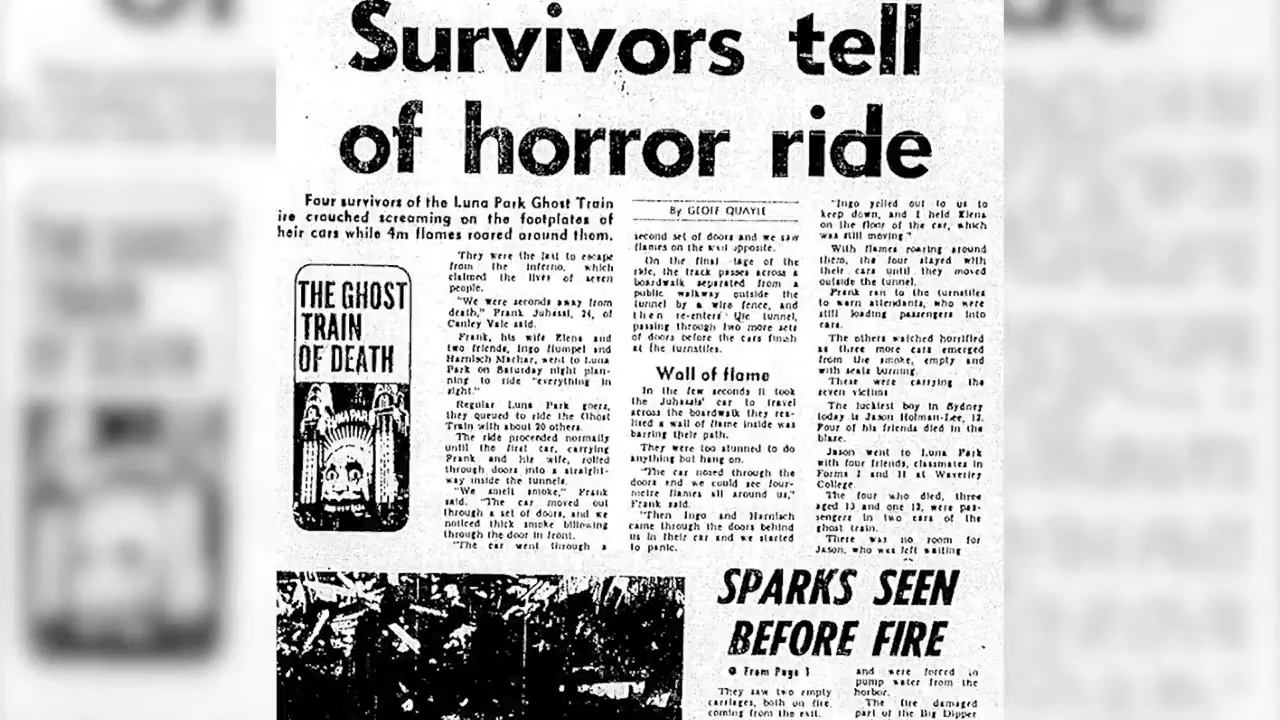 Survivors tell
of horror ride
Four survivors of the Luna Park Ghost Train
ire crouched screaming on the footplates of
heir cars while 4m flames roared around them.
THE GHOST
TRAIN
OF DEATH
LUNA PARK
They were the last to escape
from the inferno, which
claimed the lives of seven
people.
"We were seconds away from
death," Frank Juhassi, 24, of
Canley Vale said.
Frank, his wife Elena and
two friends, Ingo Humpel and
Harnisch Machar, went to Luna
Park on Saturday night plan-
ning to ride "everything in
sight."
Regular Luna Park goers,
they queued to ride the Ghost
Train with about 20 others.
The ride proceeded normally
until the first car, carrying
Frank and his wife, rolled
through doors into a straight-
way inside the tunnels.
"We smelt smoke," Frank
said. "The car moved out
through a set of doors, and we
noticed thick smoke billowing
through the door in front.
"The car went through a
By GEOFF QUAYLE
second set of doors and we saw
flames on the wall opposite.
On the final stage of the
ride, the track passes across a
boardwalk separated from a
public walkway outside the
tunnel by a wire fence, and
then re-enters the tunnel,
passing through two more sets
of doors before the cars finish
at the turnstiles.
Wall of flame
In the few seconds it took
the Juhassis' car to travel
across the boardwalk they rea-
lised a wall of flame inside was
barring their path.
They were too stunned to do
anything but hang on.
"The car nosed through the
doors and we could see four-
metre flames all around us,"
Frank said.
"Then Ingo and Harnisch
came through the doors behind
us in their car and we started
to panic.
"Ingo yelled out to us to
keep down, and I held Elena
on the floor of the car, which
was still moving."
With flames roaring around
them, the four stayed with
their cars until they moved
outside the tunnel.
Frank ran to the turnstiles
to warn attendants, who were
still loading passengers into
cars.
The others watched horrified
as three more cars emerged
from the smoke, empty and
with seats burning.
These were carrying the
seven victims
The luckiest boy in Sydney
today is Jason Holman-Lee, 12.
Four of his friends died in the
blaze.
Jason went to Luna Park
with four friends, classmates in
Forms 7 and 11 at Waverley
College.
The four who died, three
aged 13 and one 12, were pas-
sengers in two cars of the
ghost train.
There was no room for
Jason, who was left waiting
SPARKS SEEN
BEFORE FIRE
● From Page 1
They saw two empty
carriages, both on fire,
coming from the exit.
and were forced to
pump water from the
harbor.
The fire damaged
part of the Big Dipper